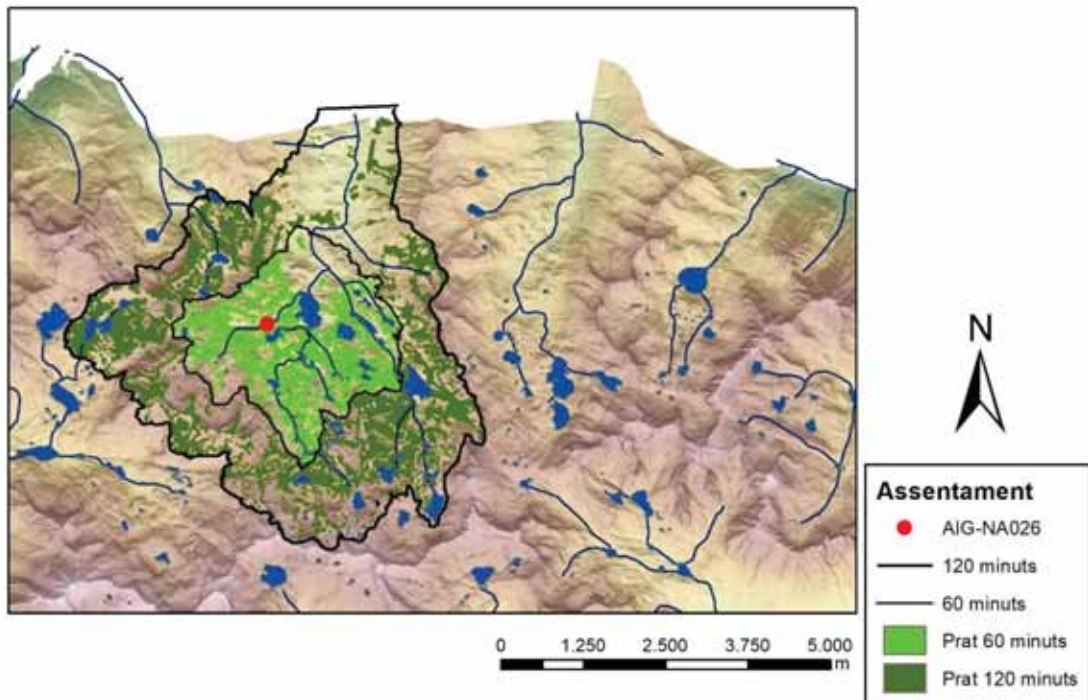 N
0 1.250 2.500 3.750 5.000
m
Assentament
AIG-NA026
120 minuts
60 minuts
Prat 60 minuts
Prat 120 minuts